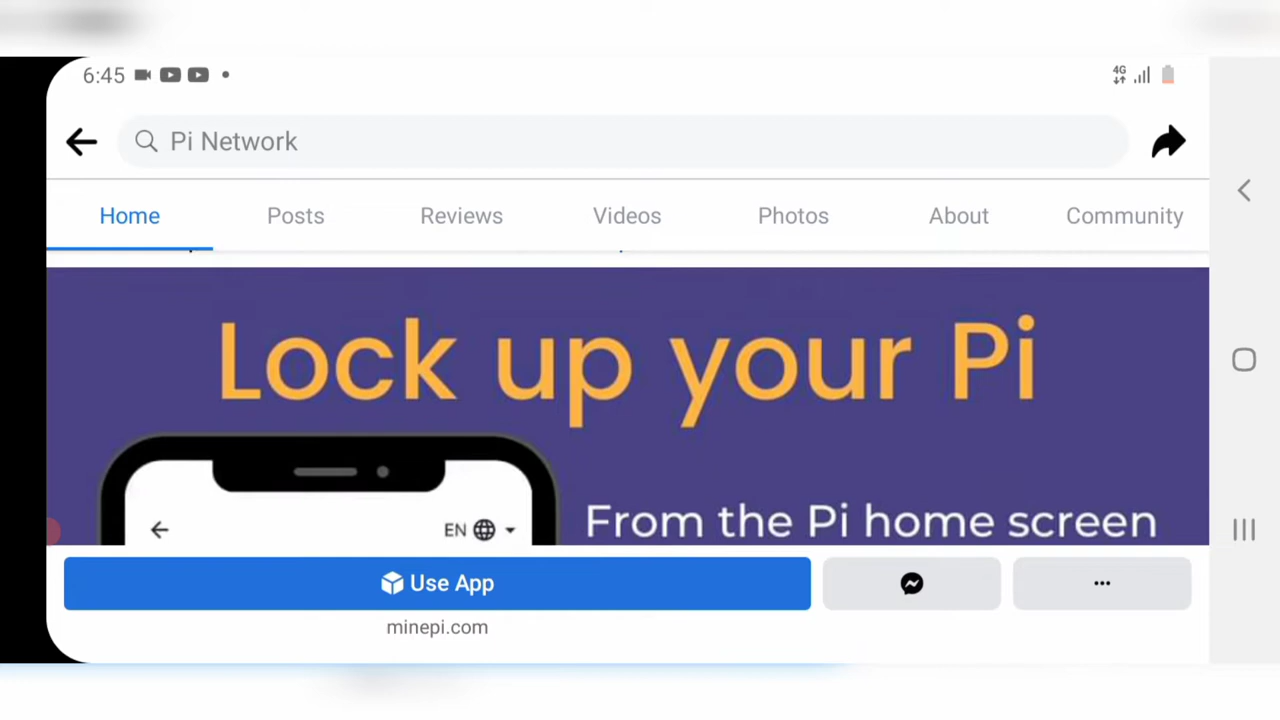 6:45
4G
Pi Network
Home Posts Reviews Videos Photos About Community
Lock up your Pi
EN
From the Pi home screen
Use App
minepi.com